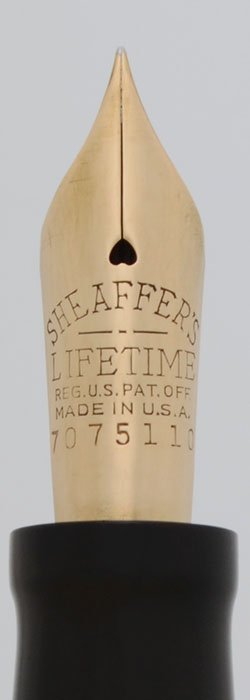 SHEAFFER'S
LIFETIME
REG.U.S.PAT.OFF.
MADE IN U.S.A.
7075110